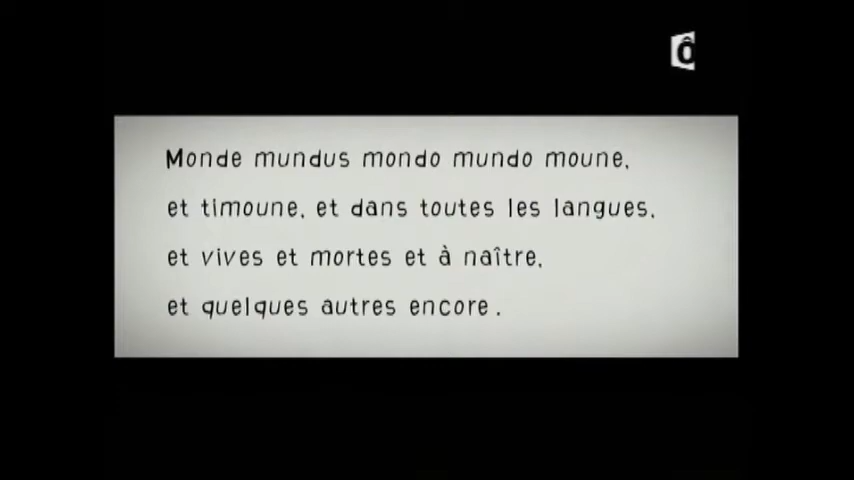 Ô
Monde mundus mondo mundo moune,
et timoune, et dans toutes les langues,
et vives et mortes et à naître,
et quelques autres encore.